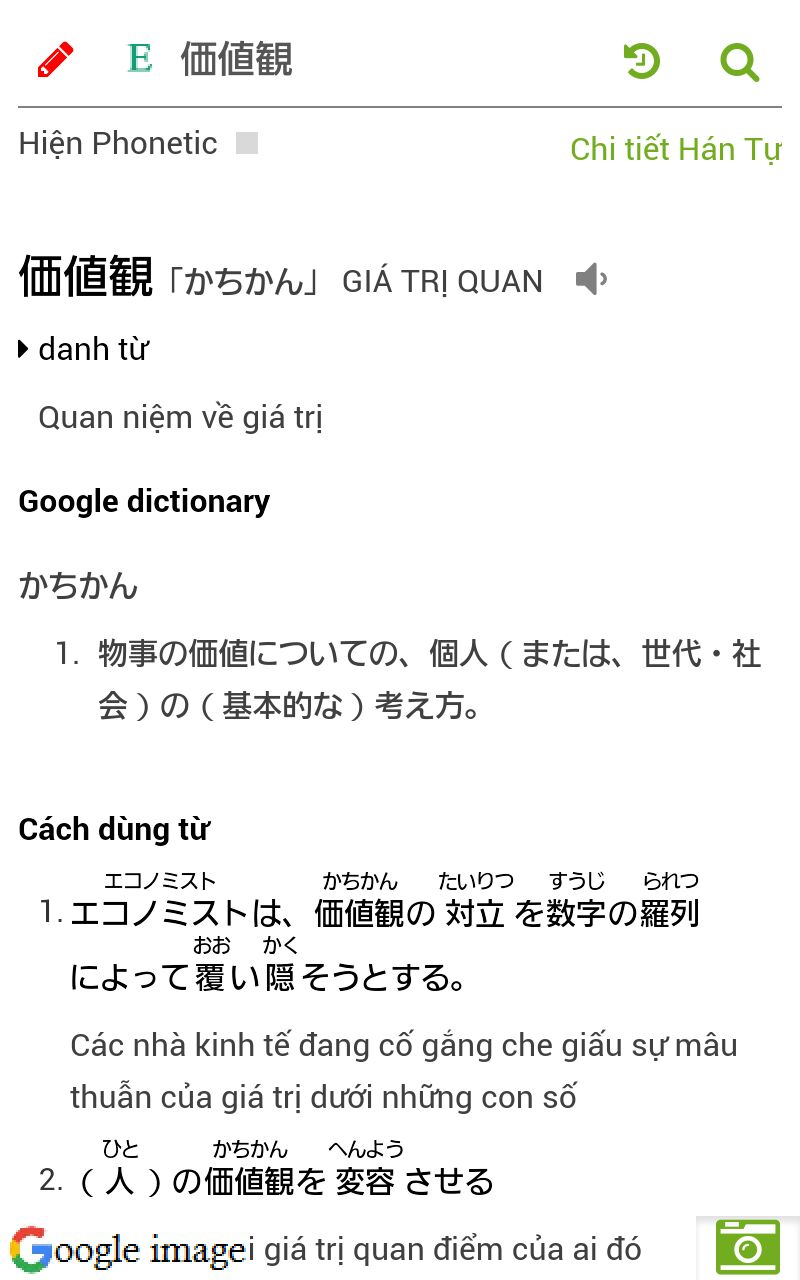 E 価値観
Hiện Phonetic
Chi tiết Hán Tự
価値観「かちかん」 GIÁ TRỊ QUAN
danh từ
Quan niệm về giá trị
Google dictionary
かちかん
1. 物事の価値についての、個人（または、世代・社
会）の（基本的な）考え方。
Cách dùng từ
エコノミスト かちかん たいりつ すうじ られつ
1. エコノミストは、価値観の 対立 を数字の羅列
おお かく
によって覆い隠そうとする。
Các nhà kinh tế đang cố gắng che giấu sự mâu
thuẫn của giá trị dưới những con số
ひと かちかん へんよう
2. （人）の価値観を 変容 させる
Google image
i giá trị quan điểm của ai đó